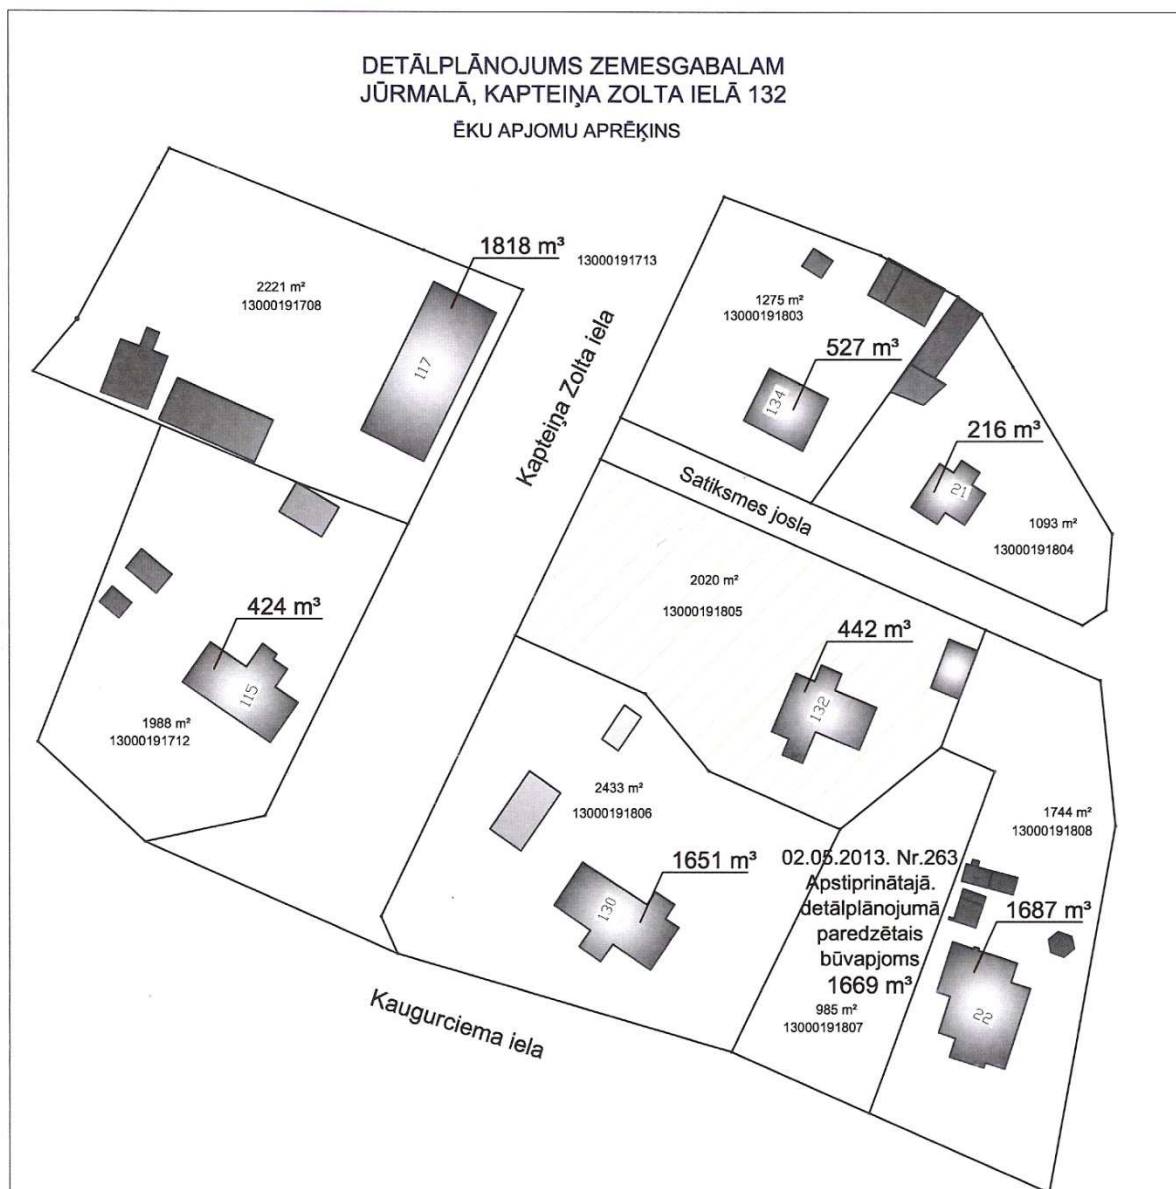 DETĀLPLĀNOJUMS ZEMESGABALAM
JŪRMALĀ, KAPTEIŅA ZOLTA IELĀ 132
ĒKU APJOMU APRĒĶINS
1818 m³
13000191713
2221 m²
13000191708
117
Kapteiņa Zolta iela
1275 m²
13000191803
527 m³
134
216 m³
21
1093 m²
13000191804
Satiksmes josla
2020 m²
13000191805
442 m³
132
424 m³
115
1988 m²
13000191712
2433 m²
13000191806
1651 m³
130
02.05.2013. Nr.263
Apstiprinātajā.
detālplānojumā
paredzētais
būvapjoms
1669 m³
985 m²
13000191807
1744 m²
13000191808
1687 m³
22
Kaugurciema iela